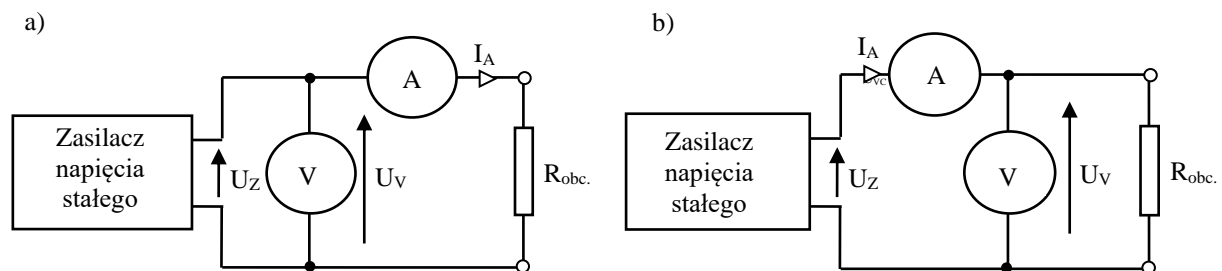 a)
Zasilacz
napięcia
stałego
U_Z
V
U_V
A
I_A
R_obc.
b)
Zasilacz
napięcia
stałego
U_Z
I_A
A
V
U_V
R_obc.